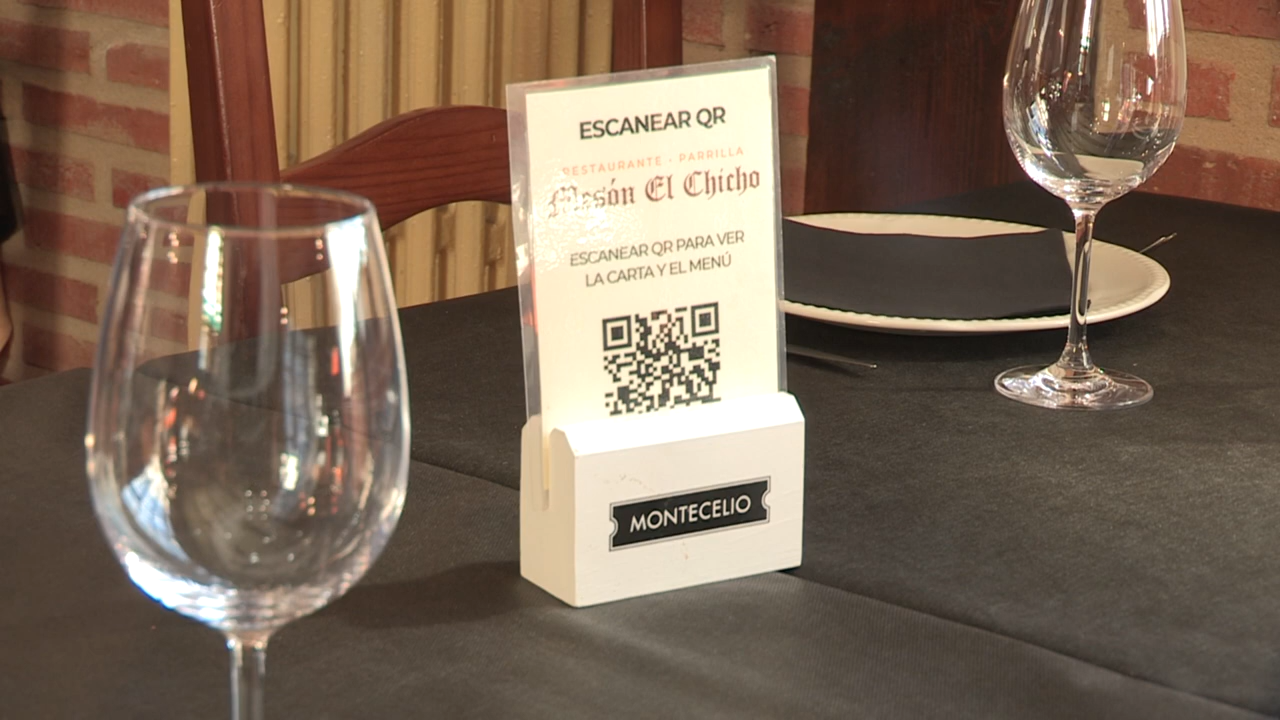 ESCANEAR QR
RESTAURANTE - PARRILLA
Mesón El Chicho
ESCANEAR QR PARA VER
LA CARTA Y EL MENÚ
MONTECELIO